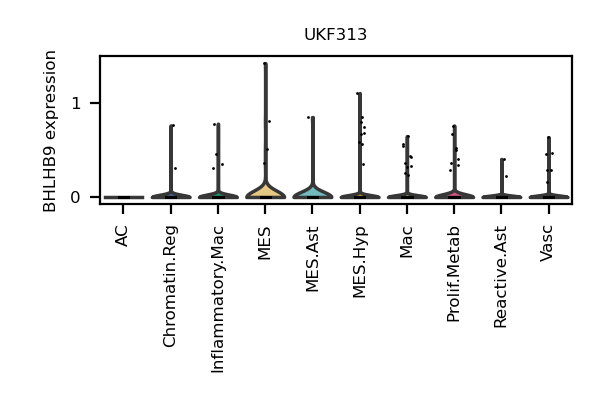 UKF313
BHLHB9 expression
1
0
AC
Chromatin.Reg
Inflammatory.Mac
MES
MES.Ast
MES.Hyp
Mac
Prolif.Metab
Reactive.Ast
Vasc